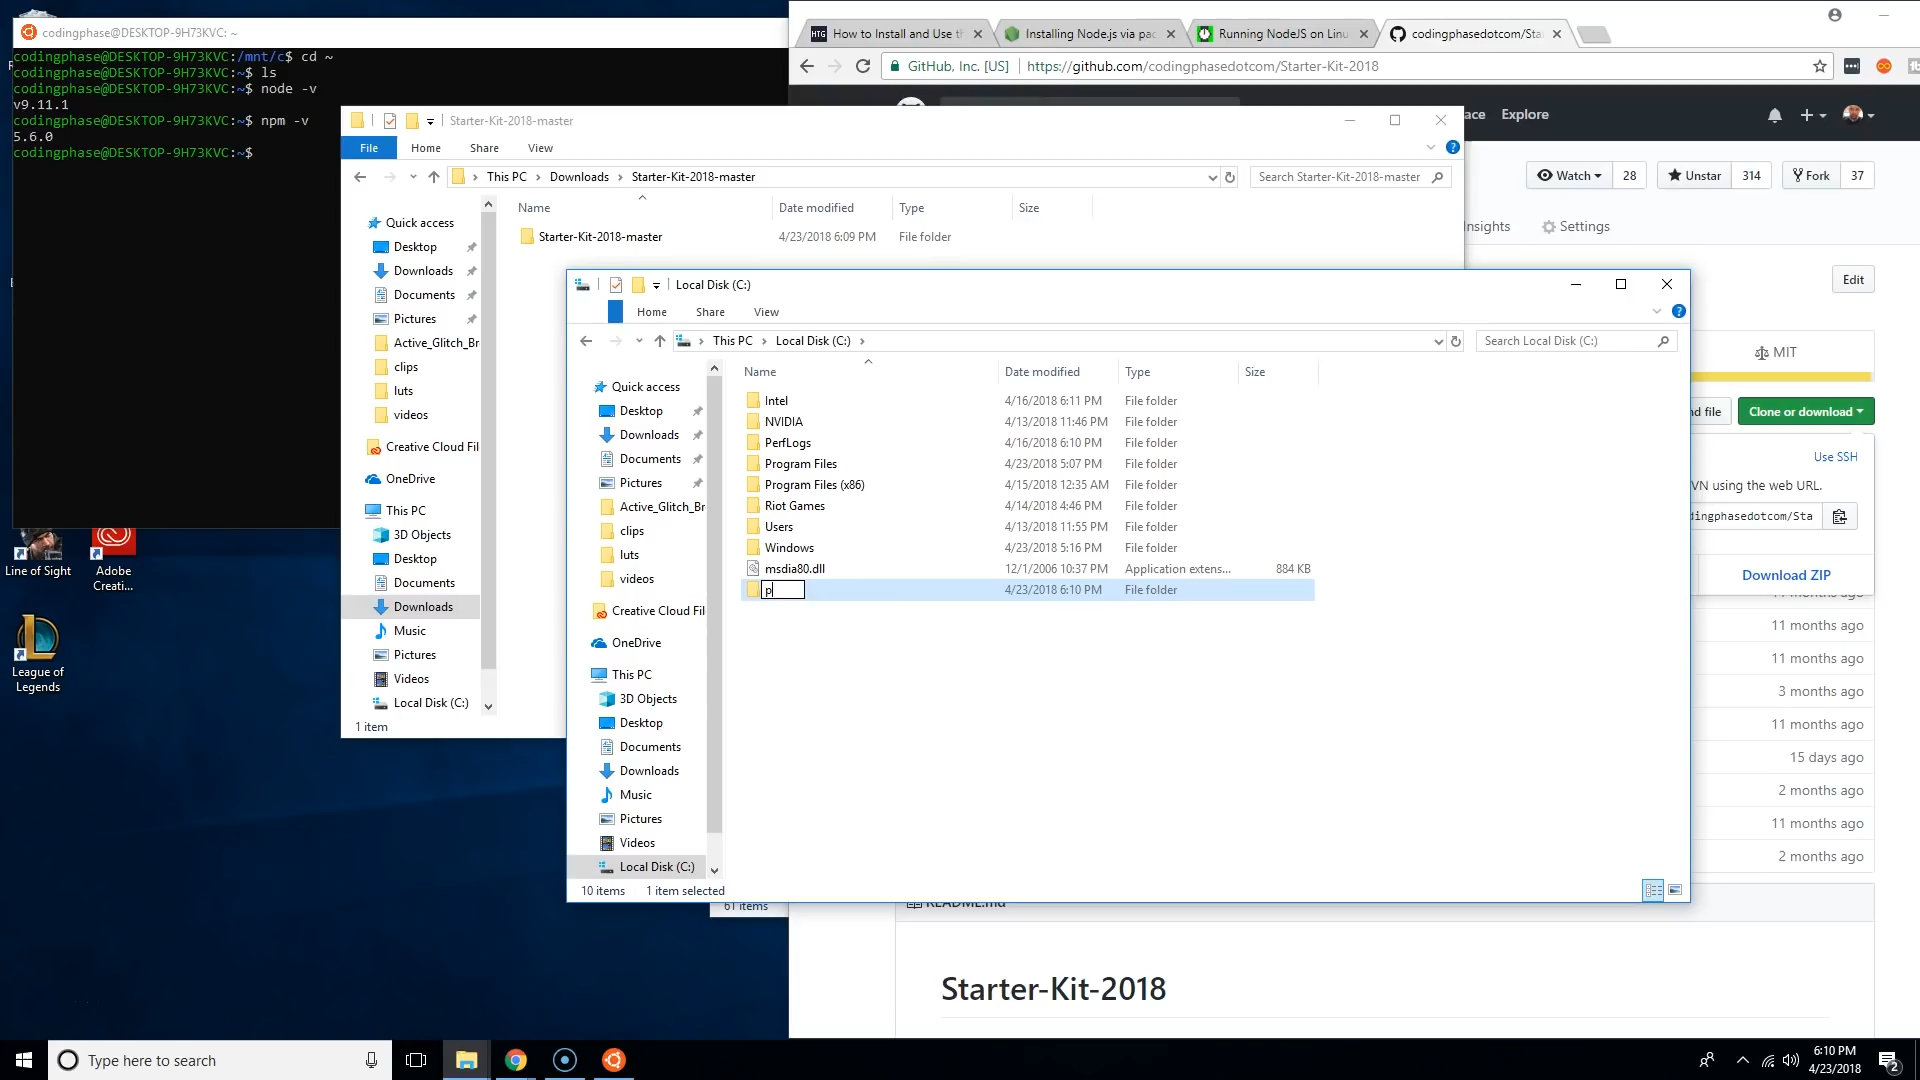 codingphase@DESKTOP-9H73KVC: ~
codingphase@DESKTOP-9H73KVC:/mnt/c$ cd ~
codingphase@DESKTOP-9H73KVC:~$ ls
codingphase@DESKTOP-9H73KVC:~$ node -v
v9.11.1
codingphase@DESKTOP-9H73KVC:~$ npm -v
5.6.0
codingphase@DESKTOP-9H73KVC:~$
Line of Sight
Adobe
Creati...
League of
Legends
HTG How to Install and Use th
Installing Node.js via pac
Running NodeJS on Linu
codingphasedotcom/Sta
GitHub, Inc. [US] | https://github.com/codingphasedotcom/Starter-Kit-2018
Explore
Watch 28
Unstar 314
Fork 37
Insights
Settings
Edit
MIT
Clone or download
Use SSH
VN using the web URL.
dingphasedotcom/Sta
Download ZIP
11 months ago
11 months ago
11 months ago
3 months ago
11 months ago
15 days ago
2 months ago
11 months ago
2 months ago
README.md
Starter-Kit-2018
Starter-Kit-2018-master
File Home Share View
This PC > Downloads > Starter-Kit-2018-master
Search Starter-Kit-2018-master
Name Date modified Type Size
Starter-Kit-2018-master 4/23/2018 6:09 PM File folder
Quick access
Desktop
Downloads
Documents
Pictures
Active_Glitch_Br
clips
luts
videos
Creative Cloud Fil
OneDrive
This PC
3D Objects
Desktop
Documents
Downloads
Music
Pictures
Videos
Local Disk (C:)
1 item
Local Disk (C:)
Home Share View
This PC > Local Disk (C:) >
Search Local Disk (C:)
Name Date modified Type Size
Intel 4/16/2018 6:11 PM File folder
NVIDIA 4/13/2018 11:46 PM File folder
PerfLogs 4/16/2018 6:10 PM File folder
Program Files 4/23/2018 5:07 PM File folder
Program Files (x86) 4/15/2018 12:35 AM File folder
Riot Games 4/14/2018 4:46 PM File folder
Users 4/13/2018 11:55 PM File folder
Windows 4/23/2018 5:16 PM File folder
msdia80.dll 12/1/2006 10:37 PM Application extens... 884 KB
p 4/23/2018 6:10 PM File folder
Quick access
Desktop
Downloads
Documents
Pictures
Active_Glitch_Br
clips
luts
videos
Creative Cloud Fil
OneDrive
This PC
3D Objects
Desktop
Documents
Downloads
Music
Pictures
Videos
Local Disk (C:)
10 items 1 item selected
61 items
Type here to search
6:10 PM
4/23/2018
2